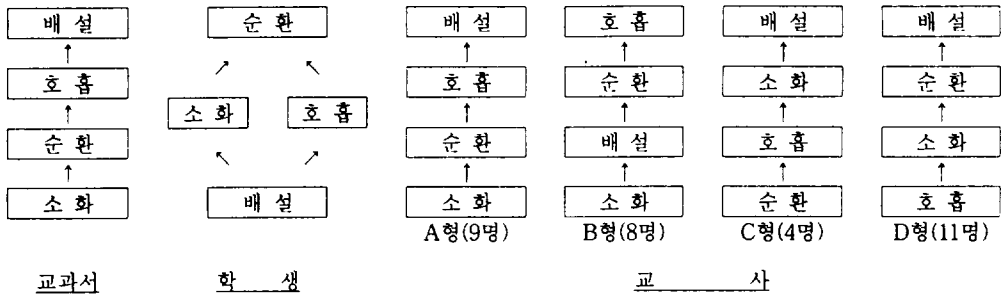 배 설 순 환 배 설 호 흡 배 설 배 설
호 흡 호 흡 순 환 소 화 순 환
소 화 호 흡
순 환 순 환 배 설 호 흡 소 화
소 화 배 설 소 화 소 화 순 환 호 흡
A형(9명) B형(8명) C형(4명) D형(11명)
교과서 학 생 교 사